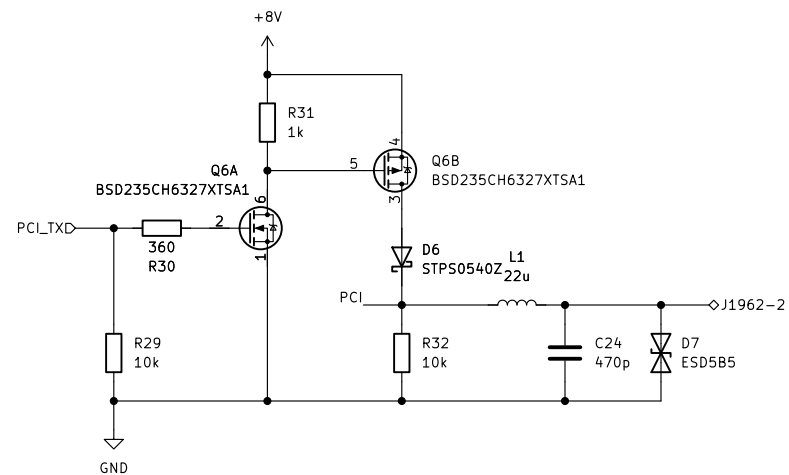 +8V
R31
1k
Q6A
BSD235CH6327XTSA1
Q6B
BSD235CH6327XTSA1
4
5
3
6
2
1
PCI_TX
360
R30
D6
STPS0540Z
L1
22u
PCI
J1962-2
R29
10k
R32
10k
C24
470p
D7
ESD5B5
GND